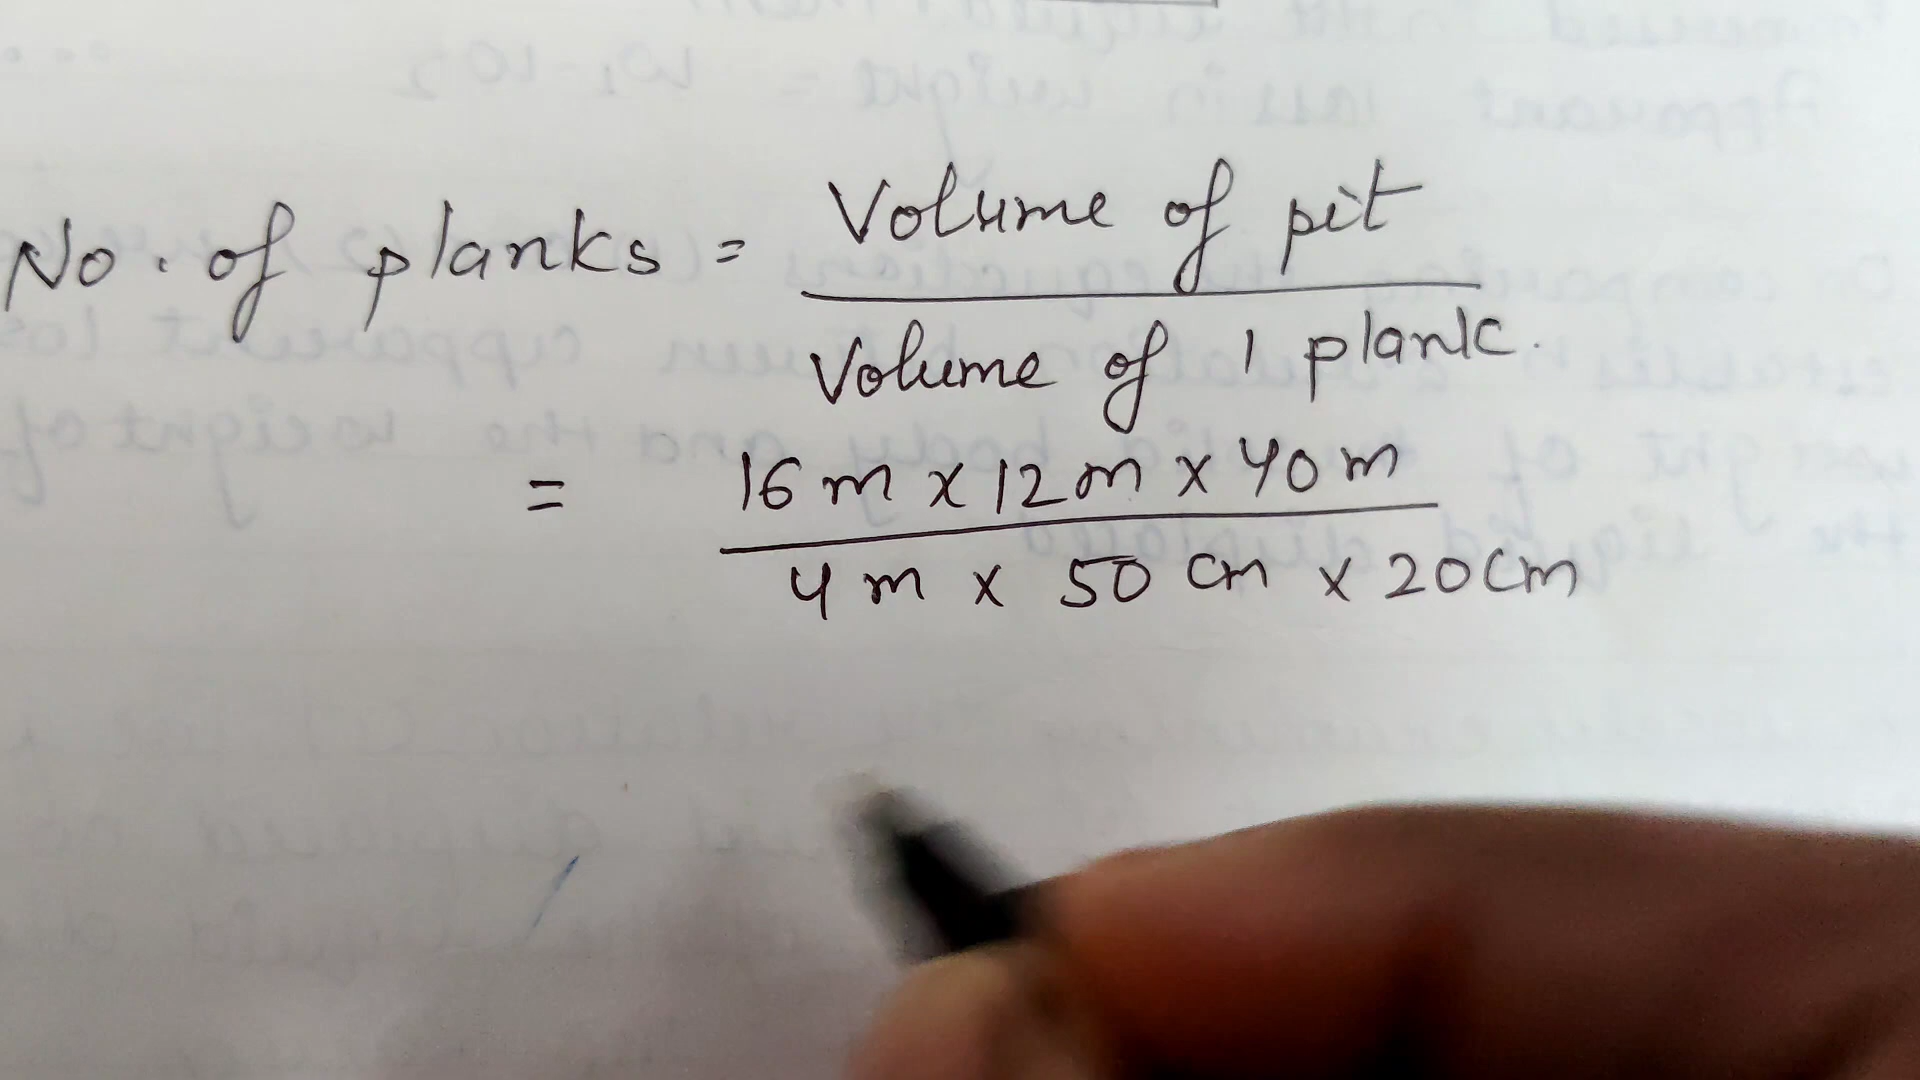 No. of planks = Volume of pit
Volume of 1 plank.
= 16 m x 12 m x 40 m
4 m x 50 cm x 20 cm